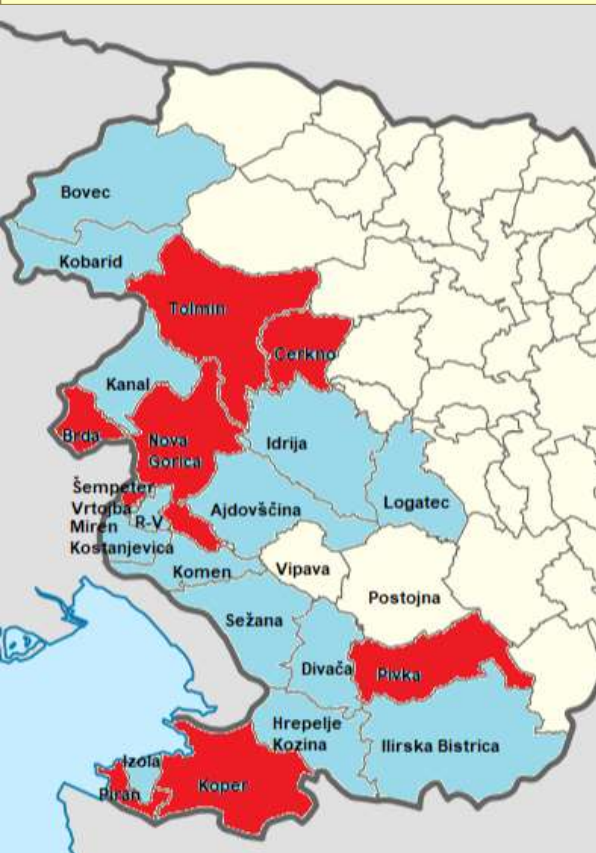 Bovec
Kobarid
Tolmin
Cerkno
Kanal
Brda
Nova
Gorica
Idrija
Šempeter
Vrtojba
Miren
Kostanjevica
R-V
Ajdovščina
Logatec
Komen
Vipava
Postojna
Sežana
Divača
Pivka
Hrepelje
Kozina
Ilirska Bistrica
Izola
Piran
Koper